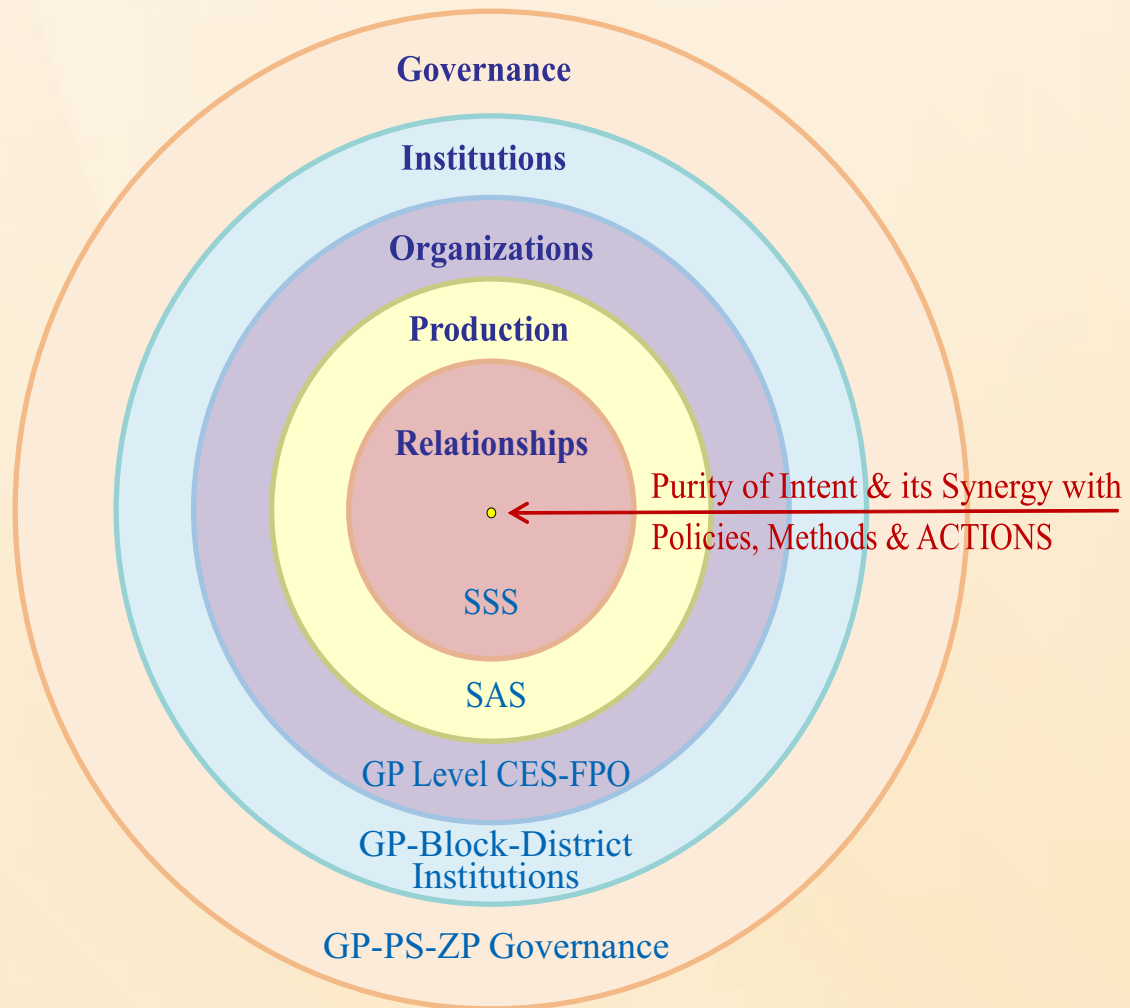 Governance
Institutions
Organizations
Production
Relationships
Purity of Intent & its Synergy with
Policies, Methods & ACTIONS
SSS
SAS
GP Level CES-FPO
GP-Block-District
Institutions
GP-PS-ZP Governance